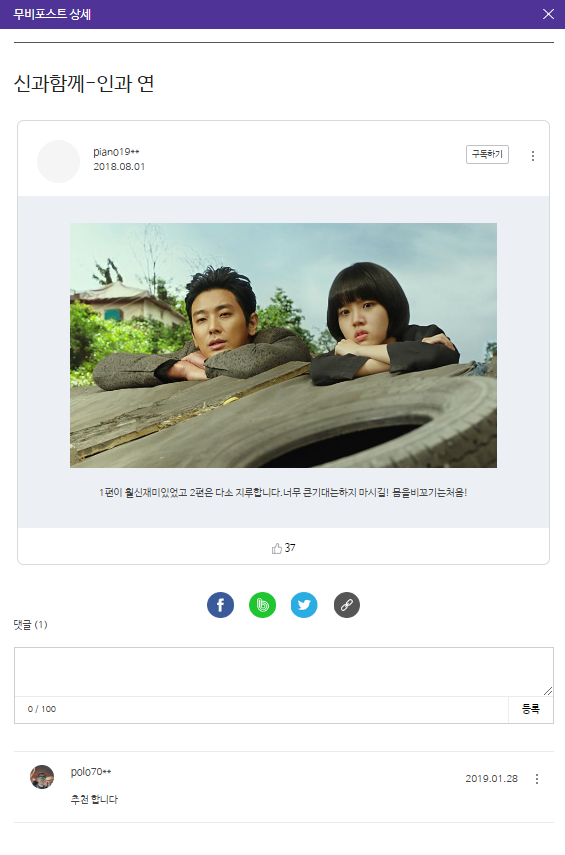 무비포스트 상세
신과함께-인과 연
piano19**
구독하기
2018.08.01
1편이 훨신재미있었고 2편은 다소 지루합니다.너무 큰기대는하지 마시길! 몸을비꼬기는처음!
37
댓글 (1)
0 / 100
등록
polo70**
2019.01.28
추천 합니다